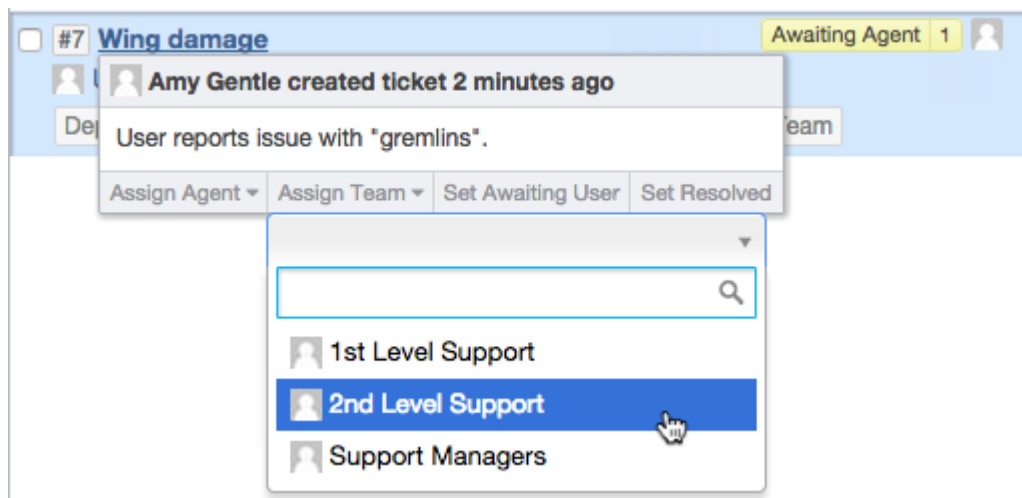 #7 Wing damage Awaiting Agent 1
Amy Gentle created ticket 2 minutes ago
User reports issue with "gremlins".
Assign Agent Assign Team Set Awaiting User Set Resolved
1st Level Support
2nd Level Support
Support Managers